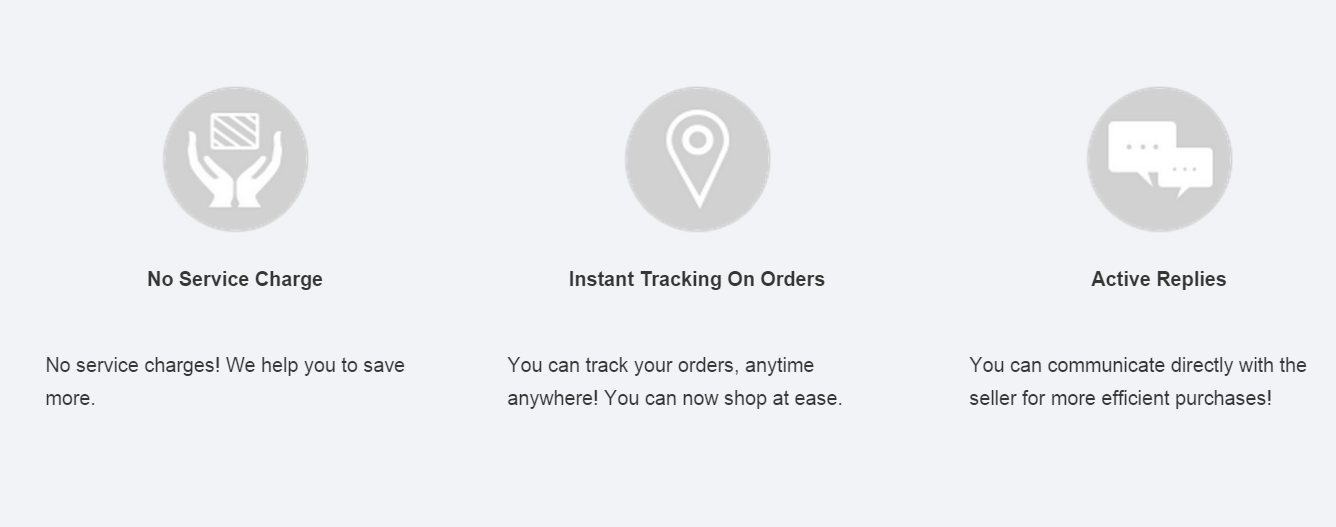 No Service Charge
No service charges! We help you to save
more.
Instant Tracking On Orders
You can track your orders, anytime
anywhere! You can now shop at ease.
Active Replies
You can communicate directly with the
seller for more efficient purchases!